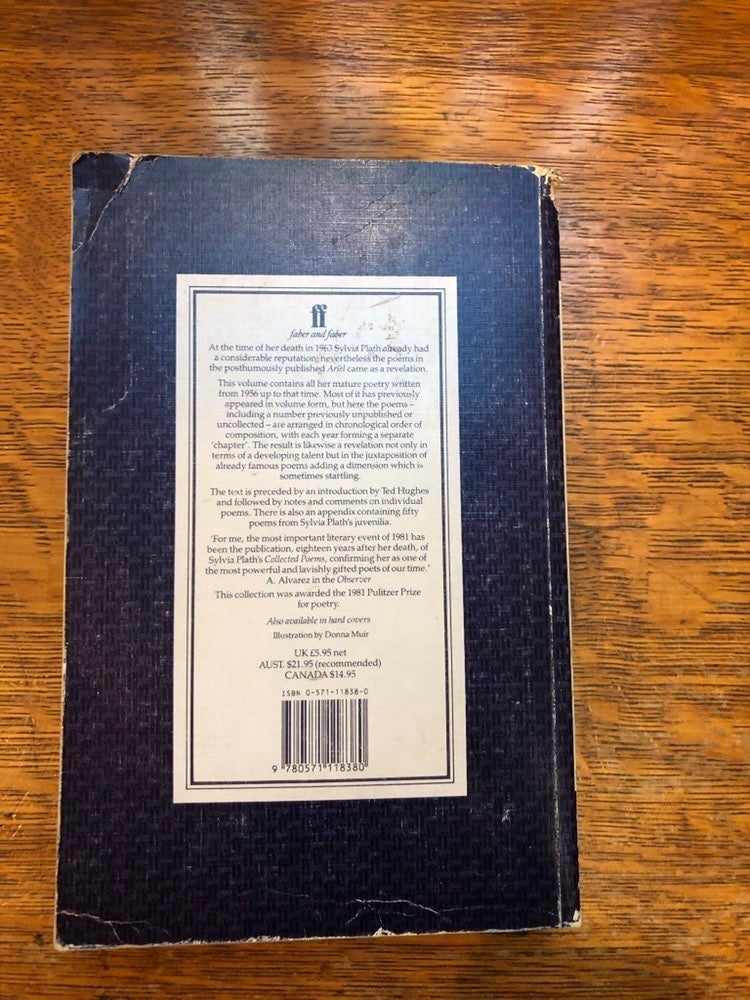 ff
faber and faber
At the time of her death in 1963 Sylvia Plath already had
a considerable reputation; nevertheless the poems in
the posthumously published Ariel came as a revelation.
This volume contains all her mature poetry written
from 1956 up to that time. Most of it has previously
appeared in volume form, but here the poems –
including a number previously unpublished or
uncollected – are arranged in chronological order of
composition, with each year forming a separate
'chapter'. The result is likewise a revelation not only in
terms of a developing talent but in the juxtaposition of
already famous poems adding a dimension which is
sometimes startling.
The text is preceded by an introduction by Ted Hughes
and followed by notes and comments on individual
poems. There is also an appendix containing fifty
poems from Sylvia Plath's juvenilia.
'For me, the most important literary event of 1981 has
been the publication, eighteen years after her death, of
Sylvia Plath's Collected Poems, confirming her as one of
the most powerful and lavishly gifted poets of our time.'
A. Alvarez in the Observer
This collection was awarded the 1981 Pulitzer Prize
for poetry.
Also available in hard covers
Illustration by Donna Muir
UK £5.95 net
AUST. $21.95 (recommended)
CANADA $14.95
ISBN 0-571-11838-0
9 780571 118380